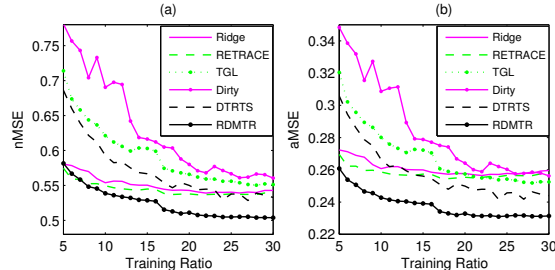 (a)
nMSE
0.75
0.7
0.65
0.6
0.55
0.5
5
10
15
20
25
30
Training Ratio
Ridge
RETRACE
TGL
Dirty
DTRTS
RDMTR
(b)
aMSE
0.34
0.32
0.3
0.28
0.26
0.24
0.22
5
10
15
20
25
30
Training Ratio
Ridge
RETRACE
TGL
Dirty
DTRTS
RDMTR